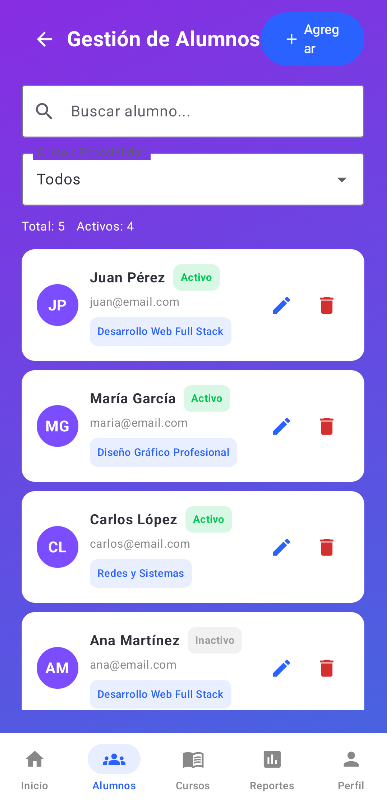 Gestión de Alumnos
Agreg
ar
Buscar alumno...
Todos
Total: 5 Activos: 4
JP
Juan Pérez Activo
juan@email.com
Desarrollo Web Full Stack
MG
María García Activo
maria@email.com
Diseño Gráfico Profesional
CL
Carlos López Activo
carlos@email.com
Redes y Sistemas
AM
Ana Martínez Inactivo
ana@email.com
Desarrollo Web Full Stack
Inicio Alumnos Cursos Reportes Perfil